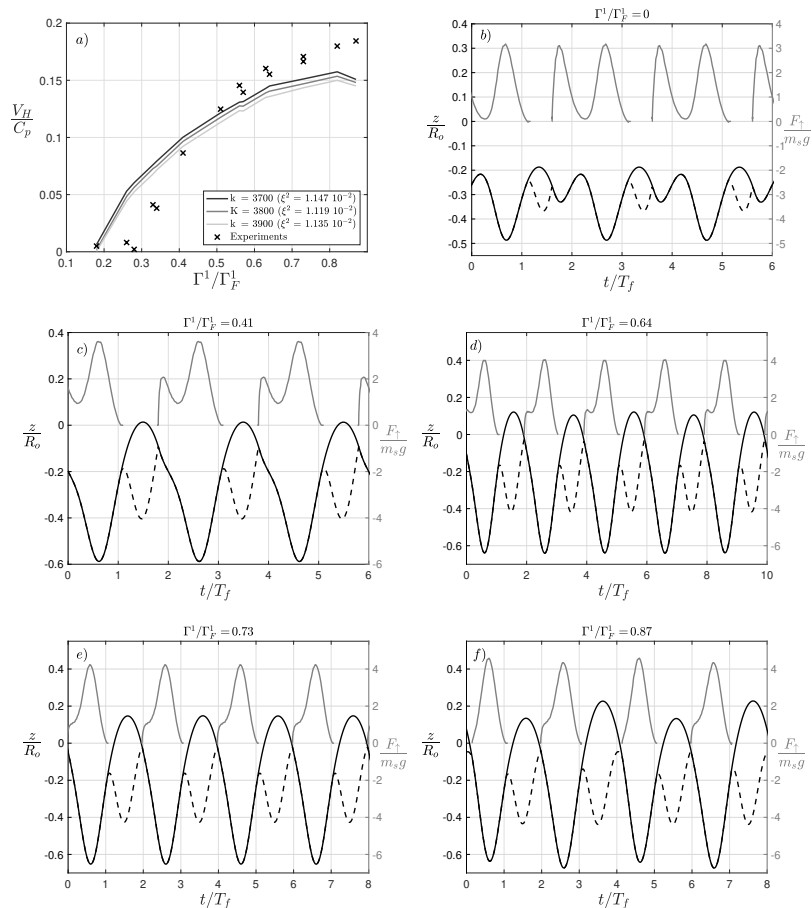 a)
V_H/C_p
0.2
0.15
0.1
0.05
0
k = 3700 (ξ² = 1.147 10⁻²)
K = 3800 (ξ² = 1.119 10⁻²)
k = 3900 (ξ² = 1.135 10⁻²)
Experiments
0.1 0.2 0.3 0.4 0.5 0.6 0.7 0.8
Γ¹/Γ¹_F
Γ¹/Γ¹_F = 0
b)
z/R_o
0.4
0.3
0.2
0.1
0
-0.1
-0.2
-0.3
-0.4
-0.5
4
3
2
1
0
-1
-2
-3
-4
-5
F_↑/m_s g
0 1 2 3 4 5 6
t/T_f
Γ¹/Γ¹_F = 0.41
c)
z/R_o
0.4
0.2
0
-0.2
-0.4
-0.6
4
2
0
-2
-4
-6
F_↑/m_s g
0 1 2 3 4 5 6
t/T_f
Γ¹/Γ¹_F = 0.64
d)
z/R_o
0.4
0.2
0
-0.2
-0.4
-0.6
4
2
0
-2
-4
-6
F_↑/m_s g
0 2 4 6 8 10
t/T_f
Γ¹/Γ¹_F = 0.73
e)
z/R_o
0.4
0.2
0
-0.2
-0.4
-0.6
4
2
0
-2
-4
-6
F_↑/m_s g
0 1 2 3 4 5 6 7 8
t/T_f
Γ¹/Γ¹_F = 0.87
f)
z/R_o
0.4
0.2
0
-0.2
-0.4
-0.6
4
2
0
-2
-4
-6
F_↑/m_s g
0 1 2 3 4 5 6 7 8
t/T_f